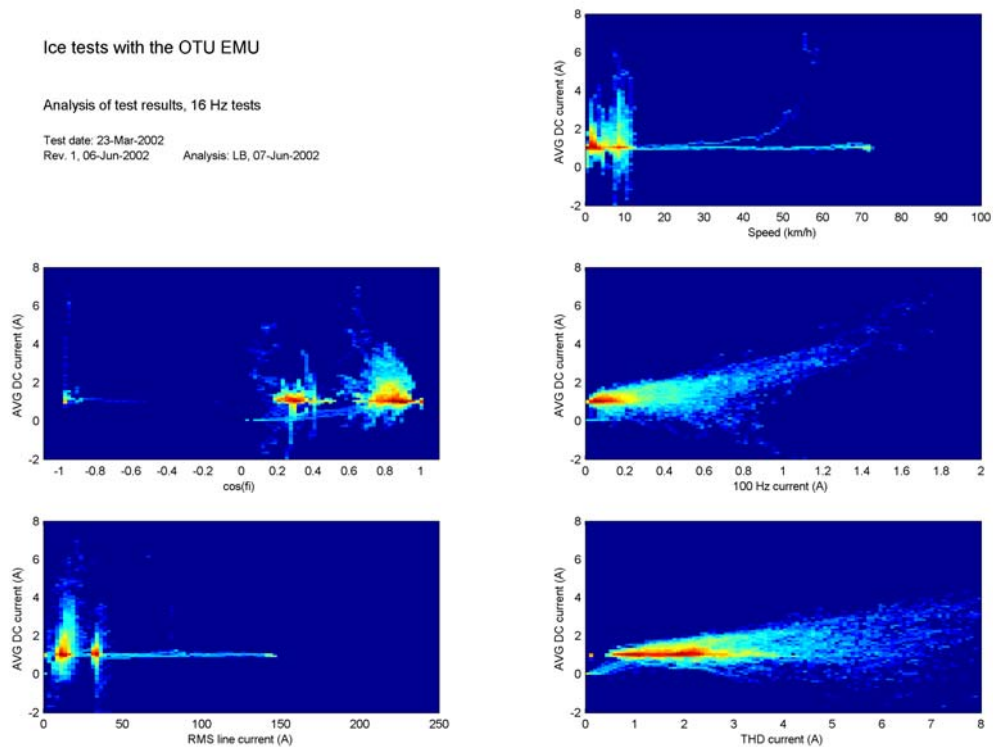 Ice tests with the OTU EMU
Analysis of test results, 16 Hz tests
Test date: 23-Mar-2002
Rev. 1, 06-Jun-2002 Analysis: LB, 07-Jun-2002
AVG DC current (A)
8
6
4
2
0
-2
0 10 20 30 40 50 60 70 80 90 100
Speed (km/h)
AVG DC current (A)
8
6
4
2
0
-2
-1 -0.8 -0.6 -0.4 -0.2 0 0.2 0.4 0.6 0.8 1
cos(fi)
AVG DC current (A)
8
6
4
2
0
-2
0 0.2 0.4 0.6 0.8 1 1.2 1.4 1.6 1.8 2
100 Hz current (A)
AVG DC current (A)
8
6
4
2
0
-2
0 50 100 150 200 250
RMS line current (A)
AVG DC current (A)
8
6
4
2
0
-2
0 1 2 3 4 5 6 7 8
THD current (A)